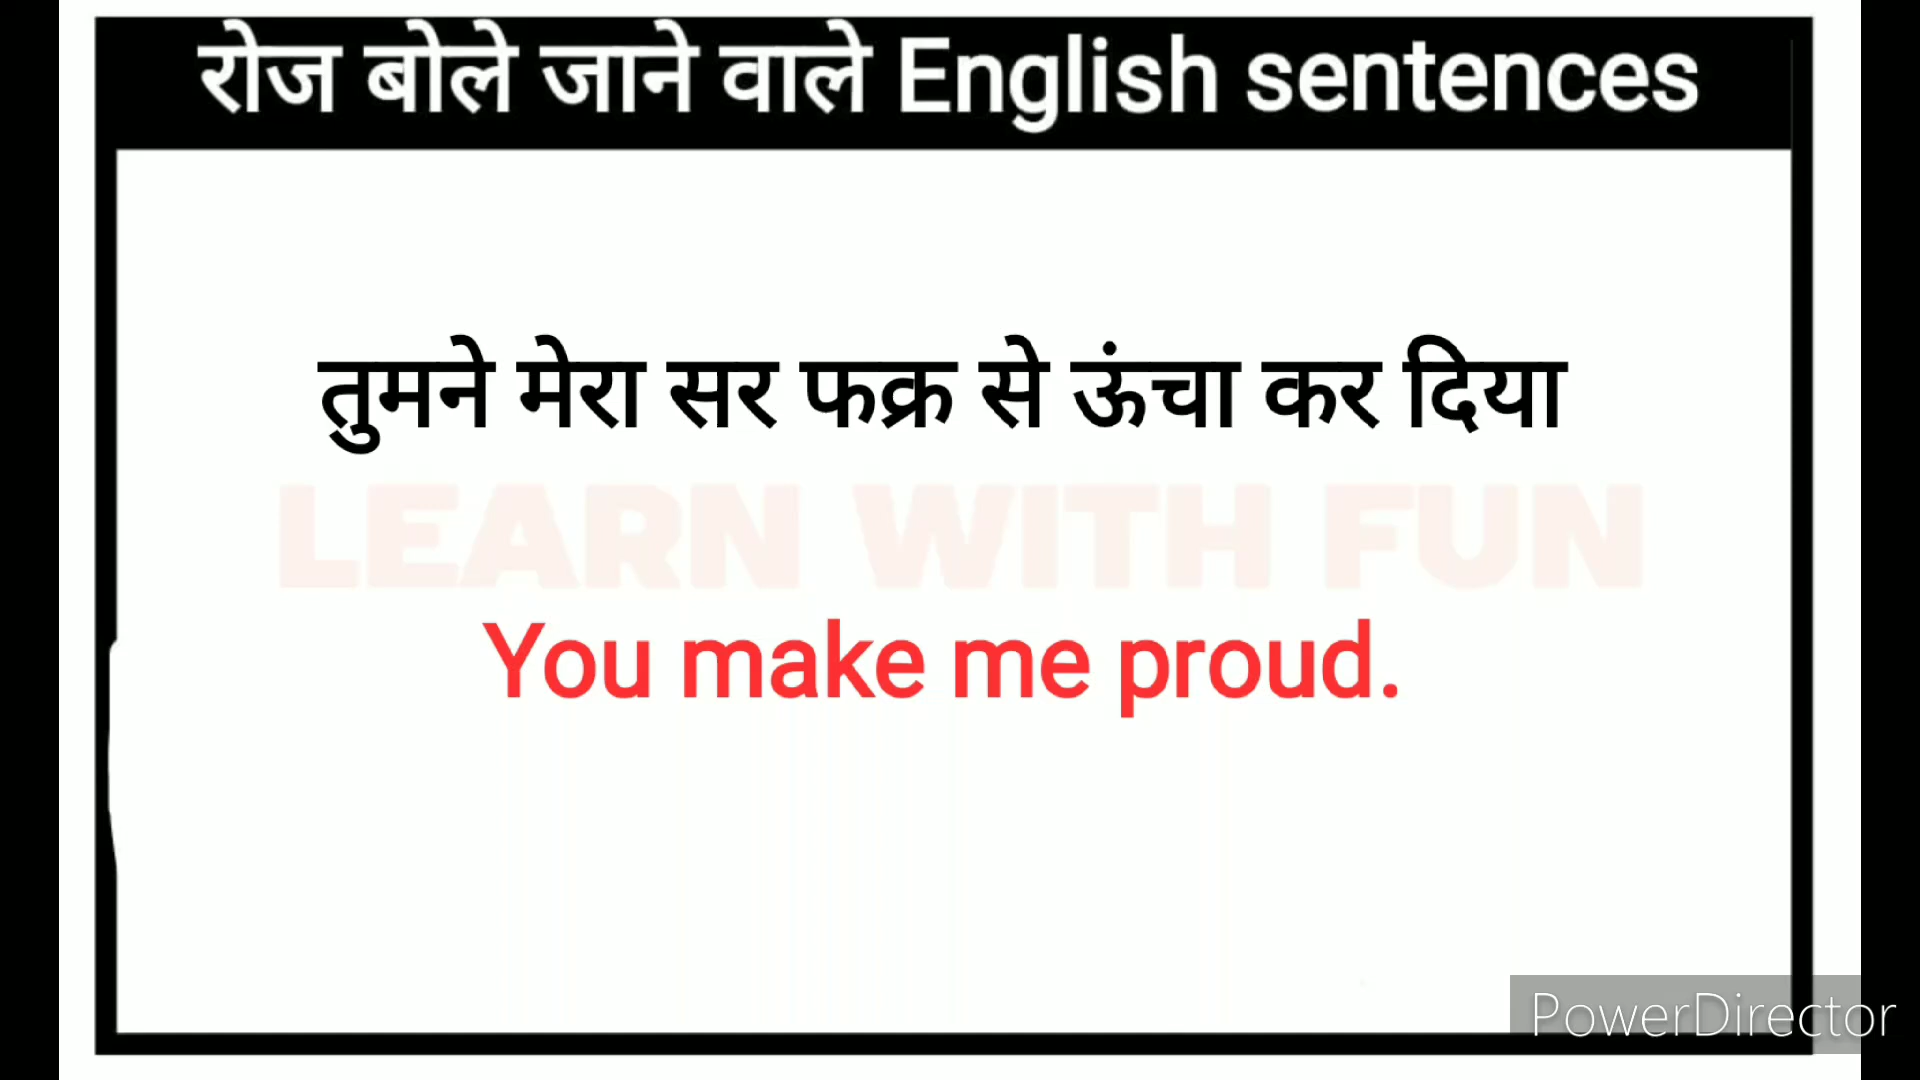 रोज बोले जाने वाले English sentences
तुमने मेरा सर फक्र से ऊंचा कर दिया
LEARN WITH FUN
You make me proud.
PowerDirector